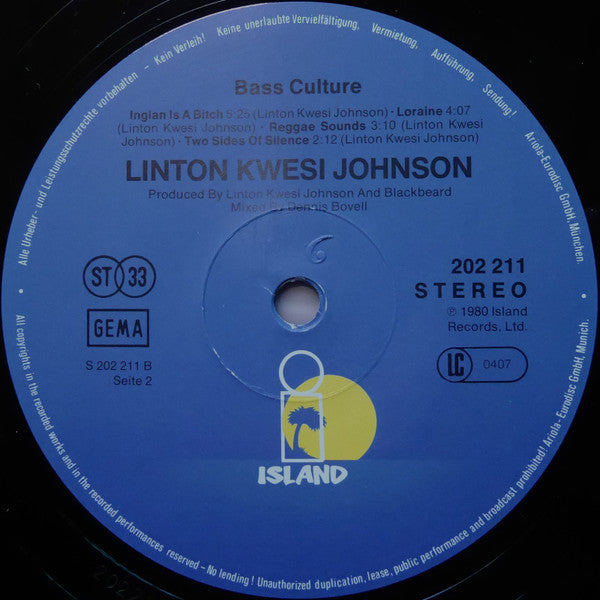 Alle Urheber- und Leistungsschutzrechte vorbehalten - Kein Verleih! Keine unerlaubte Vervielfältigung, Vermietung, Aufführung, Sendung! Ariola-Eurodisc GmbH, München.
Bass Culture
Inglan Is A Bitch 5:25 (Linton Kwesi Johnson) · Loraine 4:07
(Linton Kwesi Johnson) · Reggae Sounds 3:10 (Linton Kwesi
Johnson) · Two Sides Of Silence 2:12 (Linton Kwesi Johnson)
LINTON KWESI JOHNSON
Produced By Linton Kwesi Johnson And Blackbeard
Mixed By Dennis Bovell
6
ST 33
GEMA
S 202 211 B
Seite 2
202 211
STEREO
℗ 1980 Island
Records, Ltd.
LC 0407
ISLAND
All copyrights in the recorded works and in the recorded performances reserved - No lending! Unauthorized duplication, lease, public performance and broadcast prohibited! Ariola-Eurodisc GmbH, Munich.